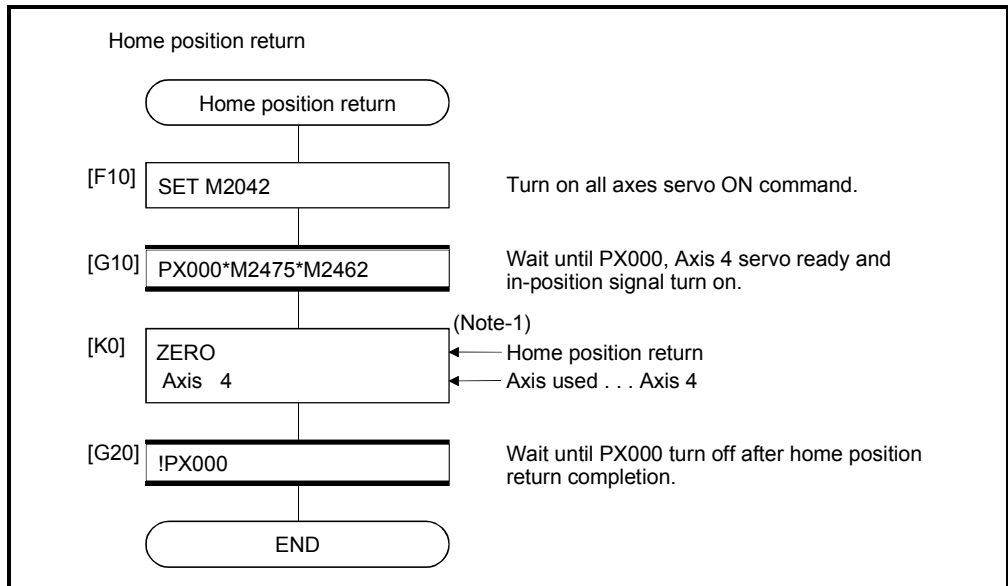 Home position return
Home position return
[F10] SET M2042 Turn on all axes servo ON command.
[G10] PX000*M2475*M2462 Wait until PX000, Axis 4 servo ready and
in-position signal turn on.
(Note-1)
[K0] ZERO Home position return
Axis 4 Axis used . . . Axis 4
[G20] !PX000 Wait until PX000 turn off after home position
return completion.
END